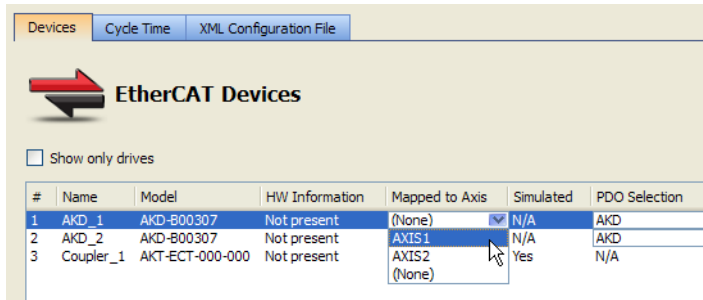 Devices Cycle Time XML Configuration File
EtherCAT Devices
Show only drives
# Name Model HW Information Mapped to Axis Simulated PDO Selection
1 AKD_1 AKD-B00307 Not present (None) N/A AKD
2 AKD_2 AKD-B00307 Not present AXIS1 N/A AKD
3 Coupler_1 AKT-ECT-000-000 Not present AXIS2 Yes N/A
(None)